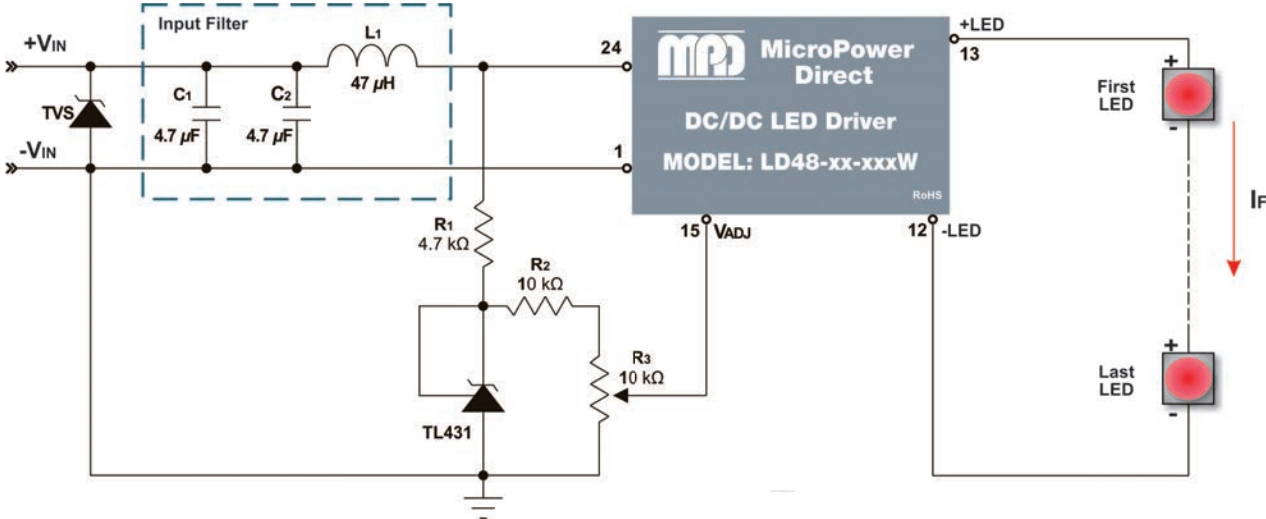 Input Filter
+VIN
L1
47 µH
24
TVS
C1
4.7 µF
C2
4.7 µF
-VIN
1
MPD MicroPower
Direct
DC/DC LED Driver
MODEL: LD48-xx-xxxW
RoHS
+LED
13
15 VADJ
12 -LED
+
First
LED
-
IF
+
Last
LED
-
R1
4.7 kΩ
R2
10 kΩ
R3
10 kΩ
TL431